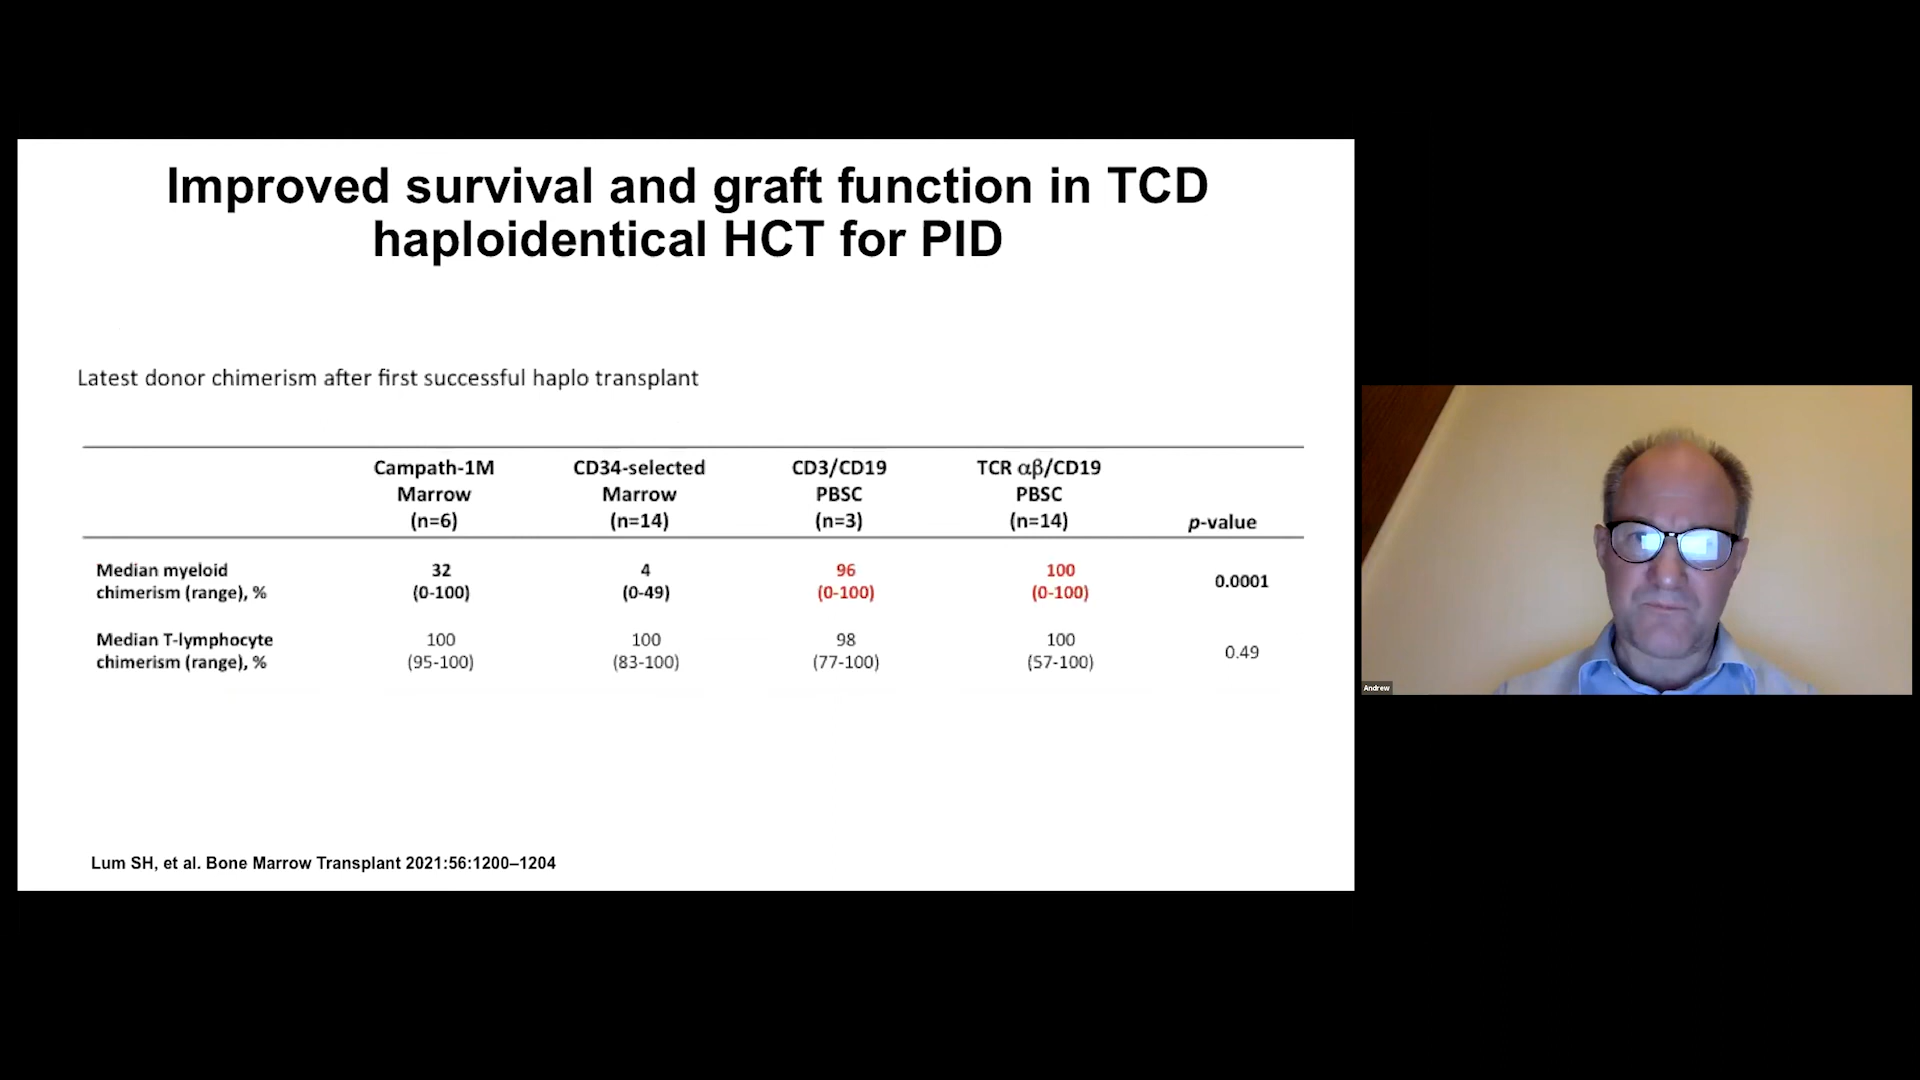 Improved survival and graft function in TCD
haploidentical HCT for PID
Latest donor chimerism after first successful haplo transplant
Campath-1M Marrow (n=6) CD34-selected Marrow (n=14) CD3/CD19 PBSC (n=3) TCR αβ/CD19 PBSC (n=14) p-value
Median myeloid chimerism (range), % 32 (0-100) 4 (0-49) 96 (0-100) 100 (0-100) 0.0001
Median T-lymphocyte chimerism (range), % 100 (95-100) 100 (83-100) 98 (77-100) 100 (57-100) 0.49
Lum SH, et al. Bone Marrow Transplant 2021:56:1200–1204
Andrew